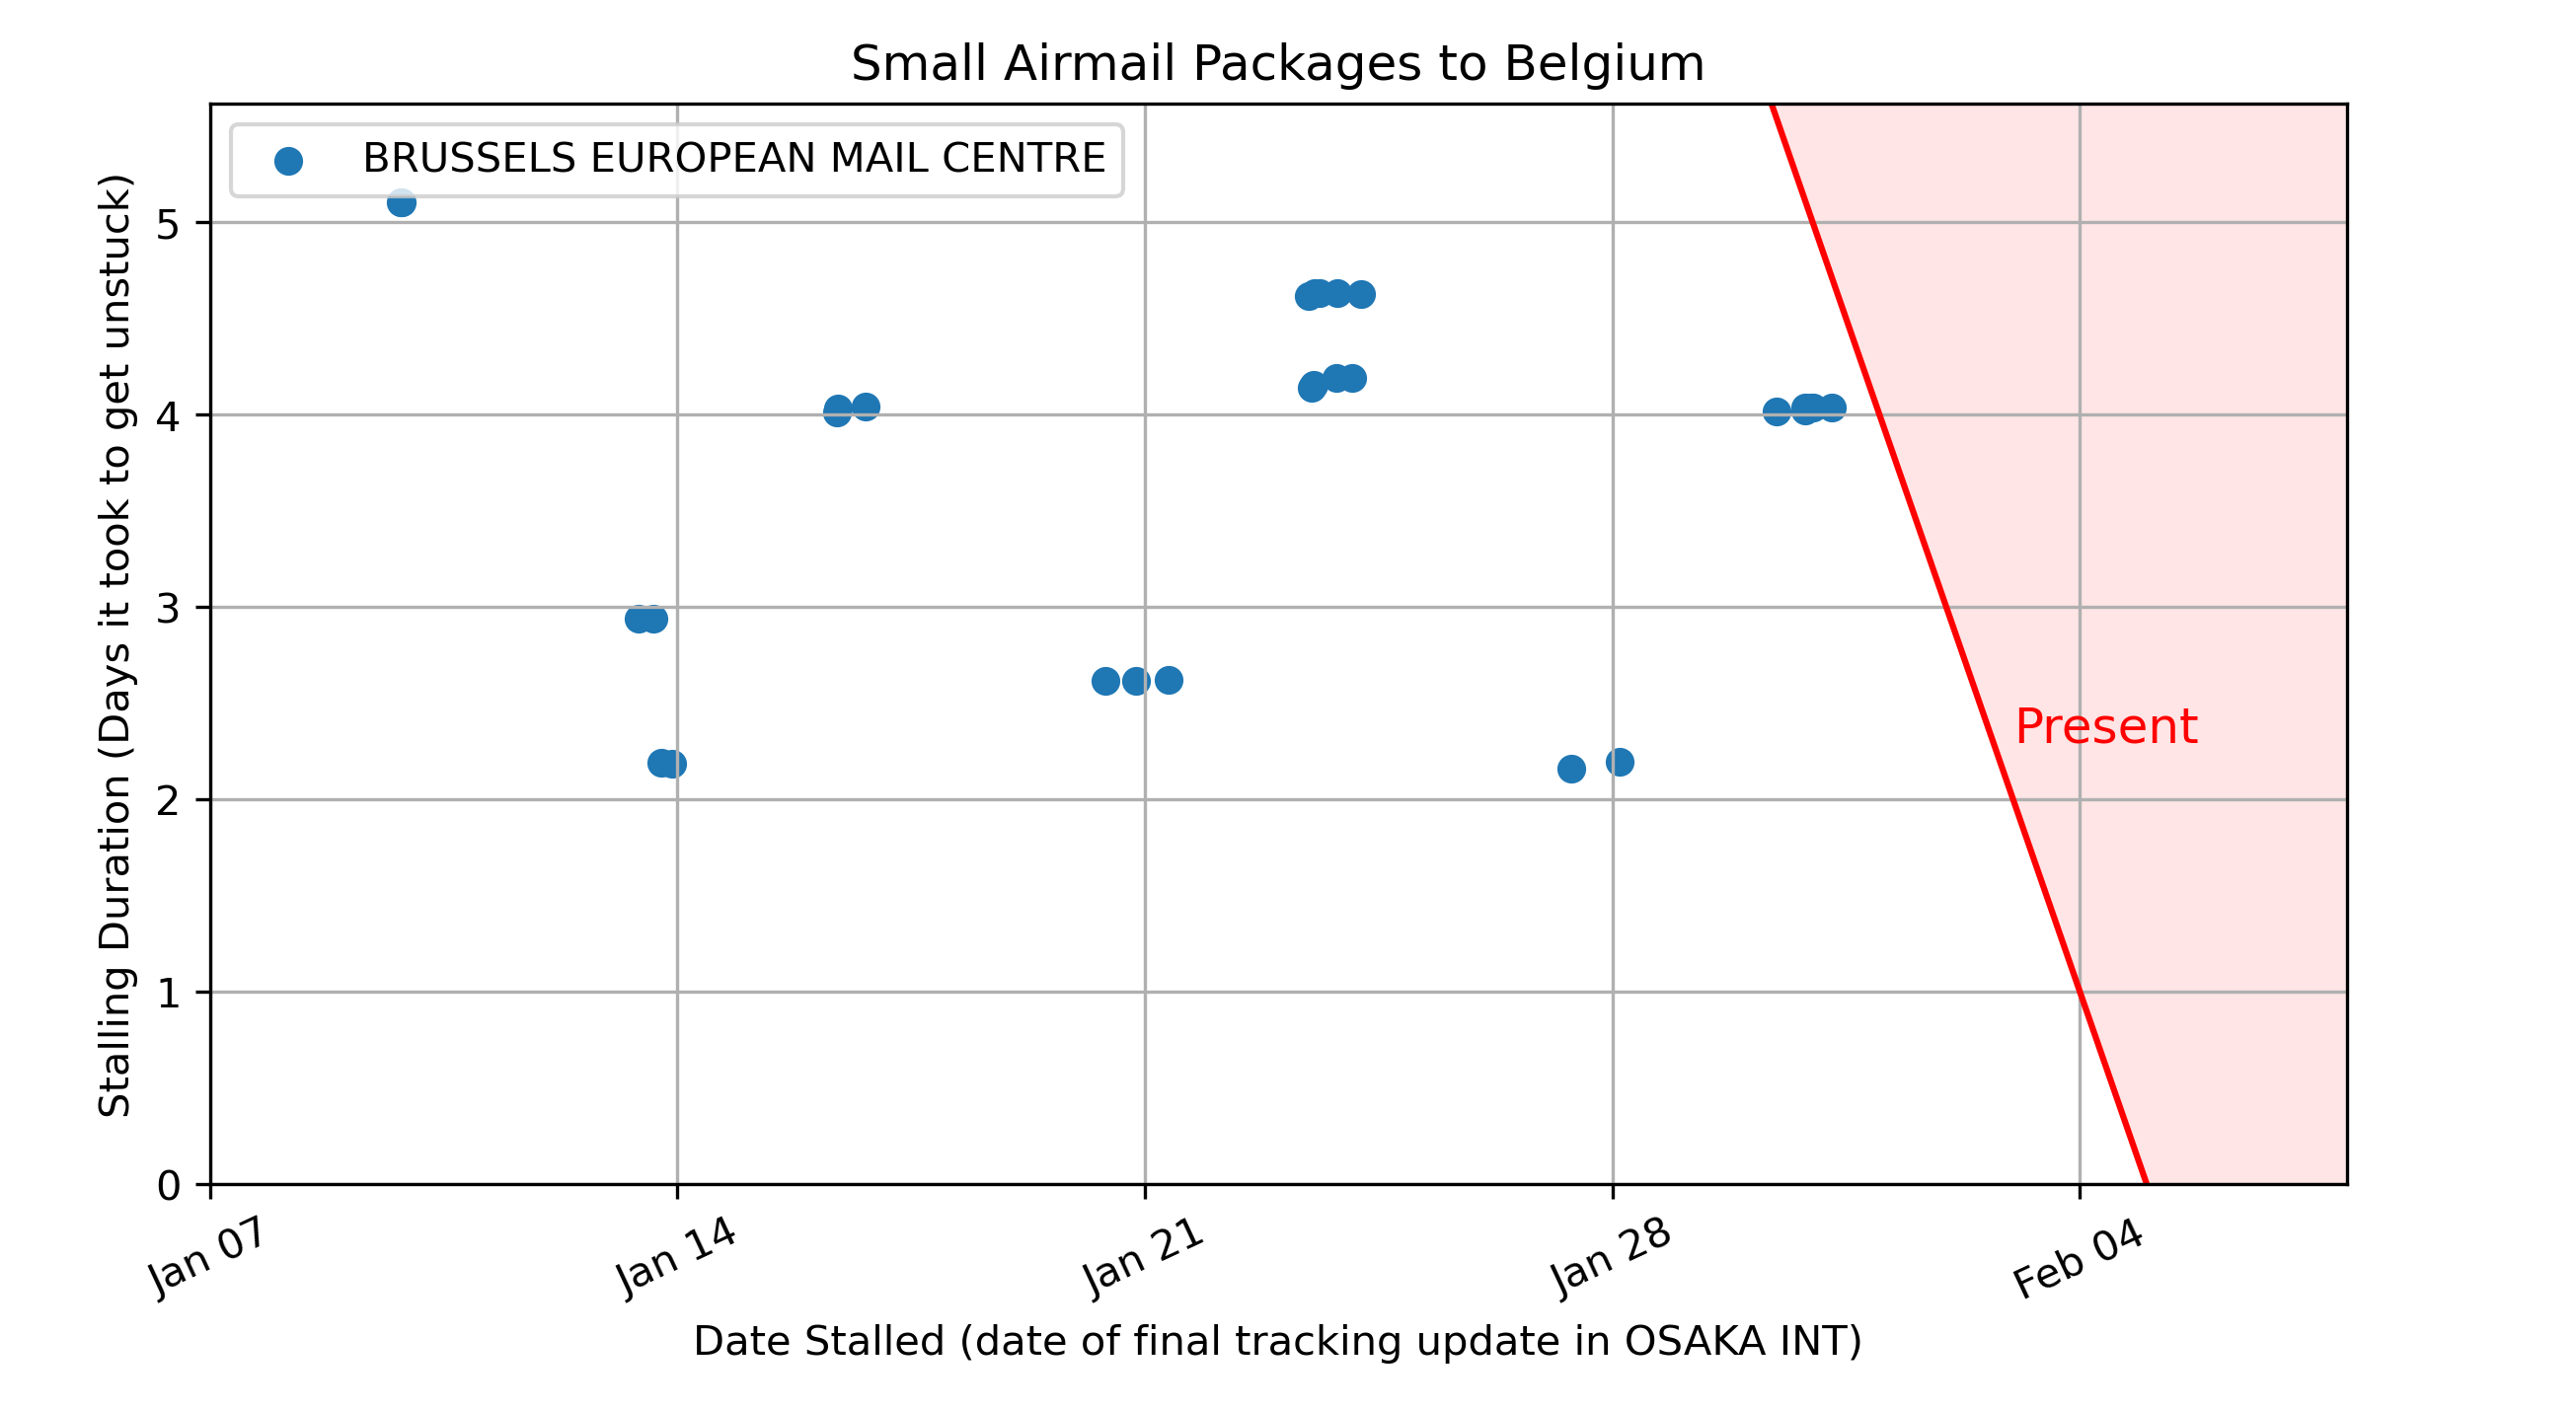 Small Airmail Packages to Belgium
BRUSSELS EUROPEAN MAIL CENTRE
Stalling Duration (Days it took to get unstuck)
5
4
3
2
1
0
Present
Jan 07
Jan 14
Jan 21
Jan 28
Feb 04
Date Stalled (date of final tracking update in OSAKA INT)